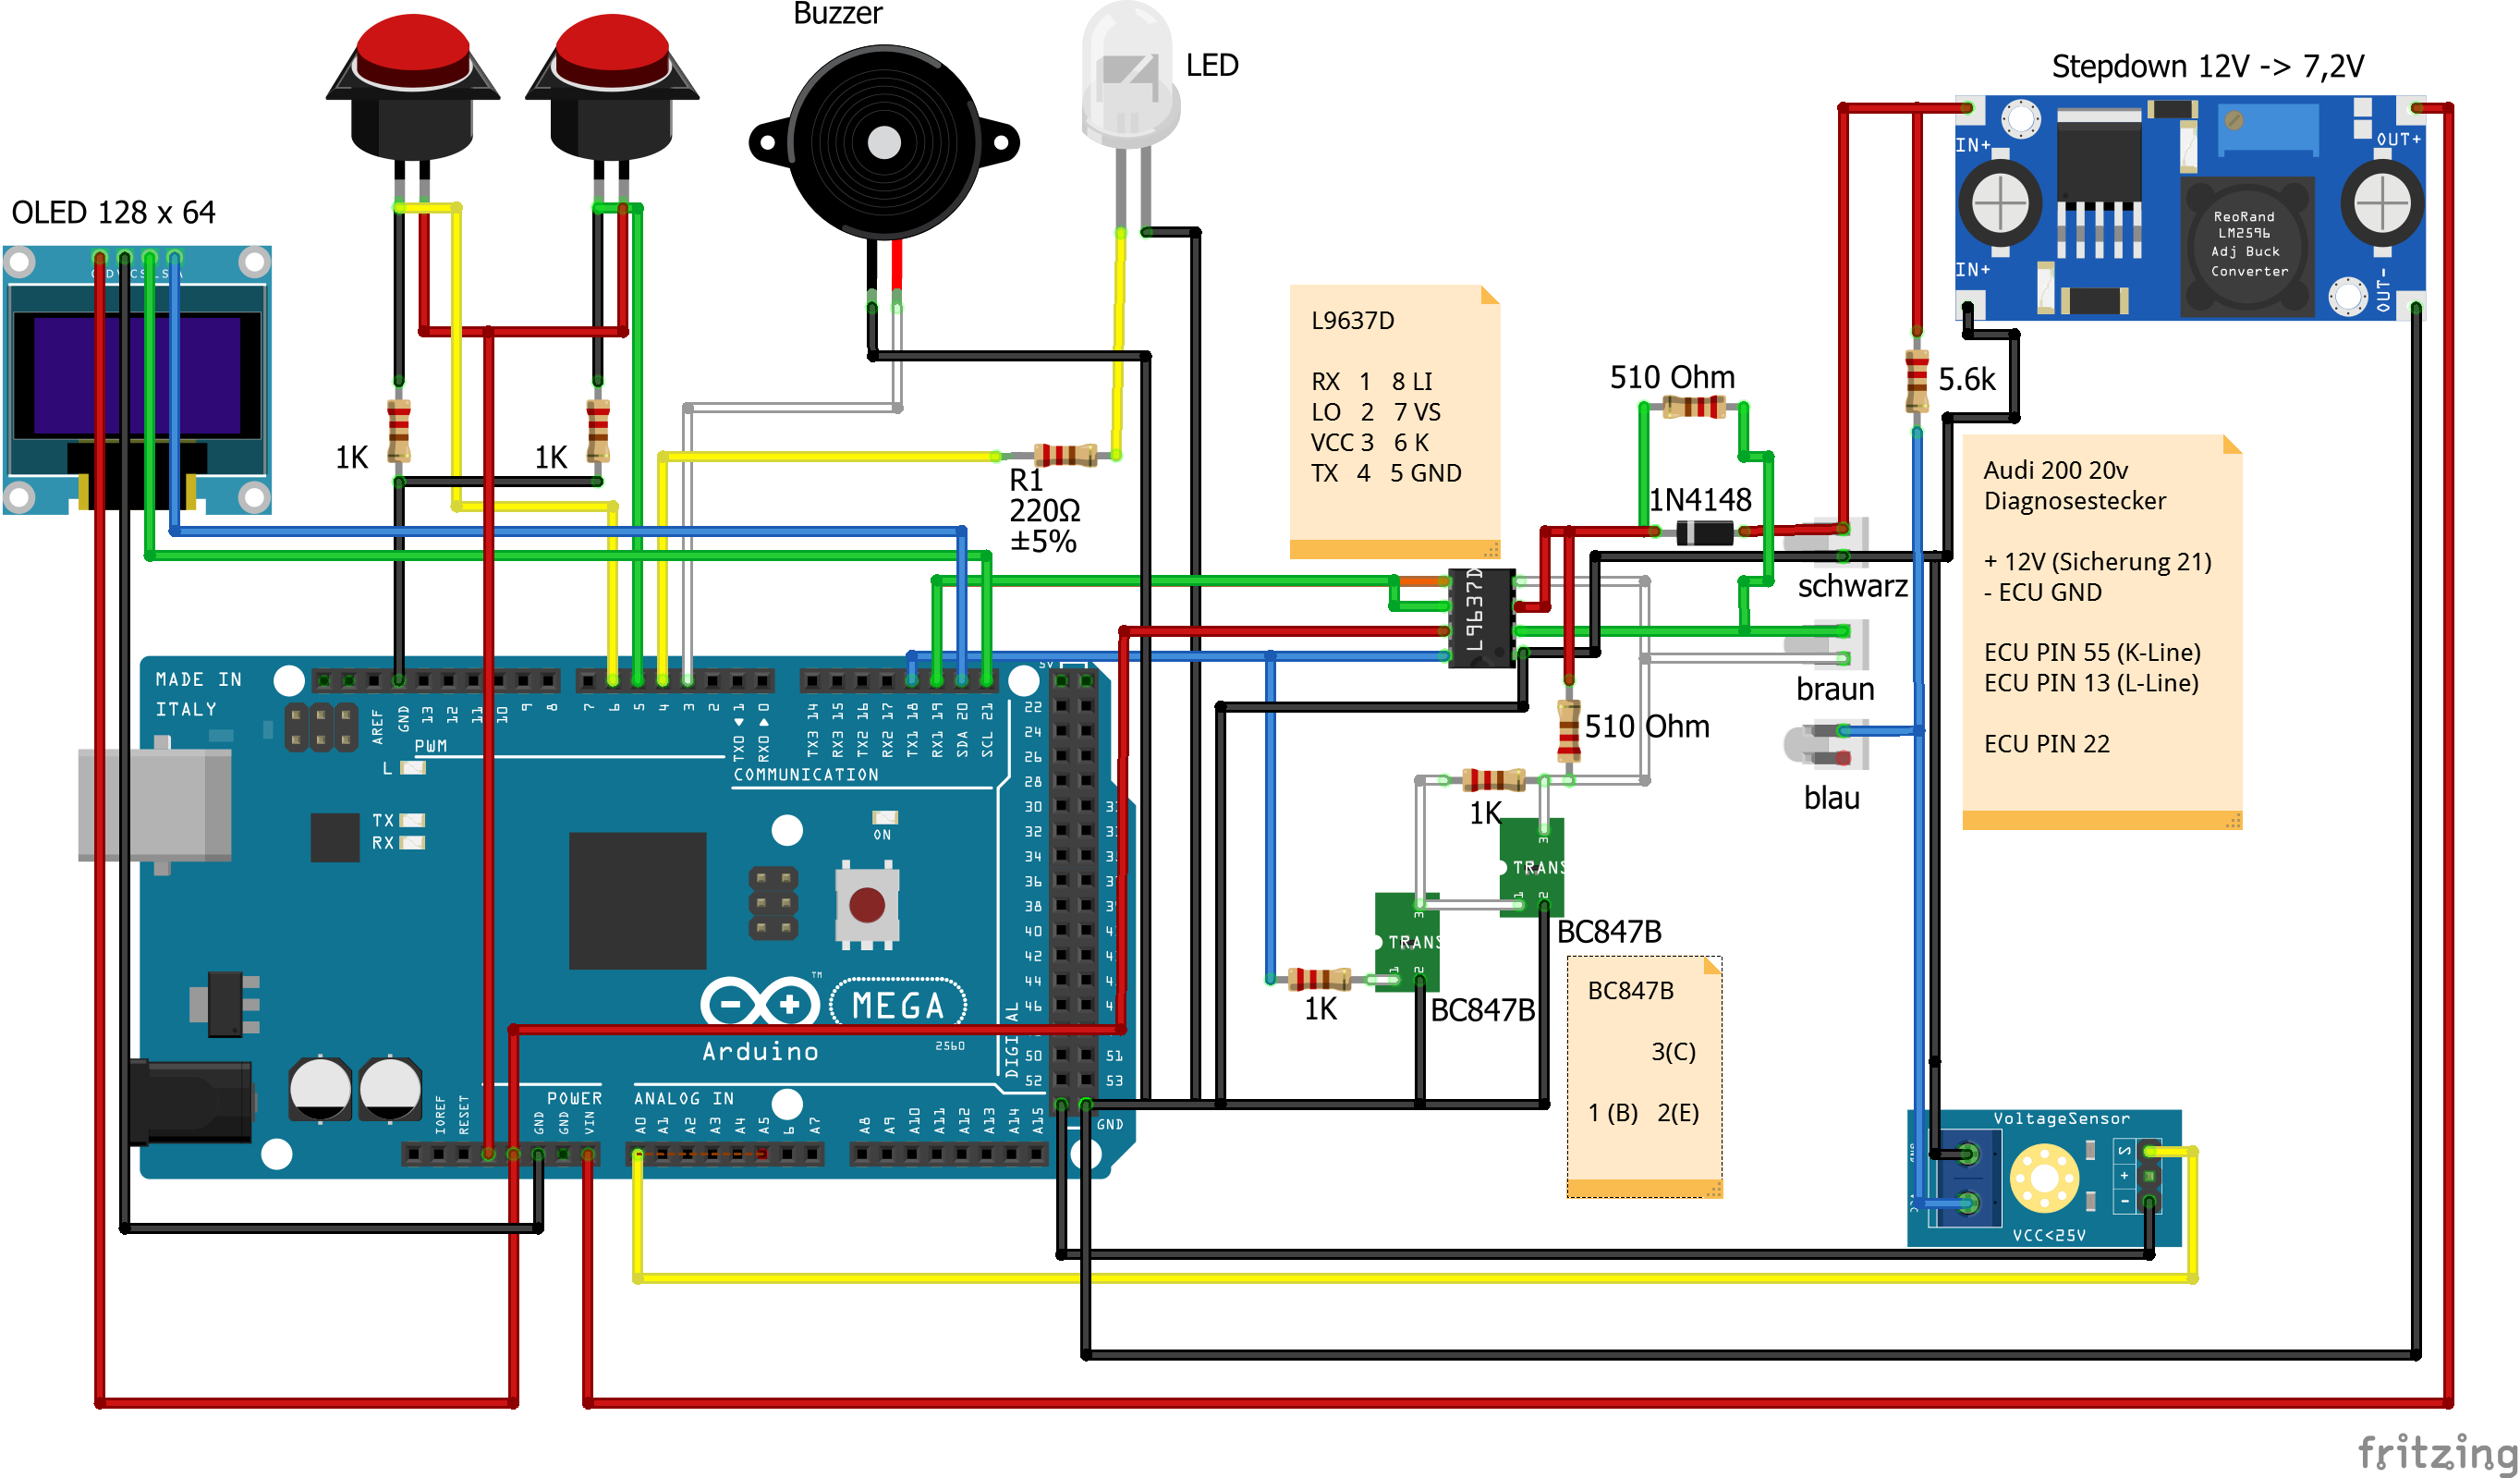 Buzzer
LED
Stepdown 12V -> 7,2V
OLED 128 x 64
IN+
OUT+
ReoRand
LM2596
Adj Buck
Converter
IN+
OUT-
L9637D
RX 1 8 LI
LO 2 7 VS
VCC 3 6 K
TX 4 5 GND
510 Ohm
5.6k
1K
1K
R1
220Ω
±5%
1N4148
Audi 200 20v
Diagnosestecker
+ 12V (Sicherung 21)
- ECU GND
ECU PIN 55 (K-Line)
ECU PIN 13 (L-Line)
ECU PIN 22
L9637D
schwarz
braun
blau
510 Ohm
1K
MADE IN
ITALY
AREF
GND
13
12
11
10
9
8
7
6
5
4
3
2
TX0 1
RX0 0
TX3 14
RX3 15
TX2 16
RX2 17
TX1 18
RX1 19
SDA 20
SCL 21
5V
PWM
L
COMMUNICATION
TX
RX
ON
22
24
26
28
30
32
34
36
38
40
42
44
46
50 51
52 53
DIGITAL
TRANS
3
1 2
BC847B
TRANS
3
1 2
BC847B
1K
BC847B
3(C)
1 (B) 2(E)
MEGA
TM
Arduino
2560
POWER
ANALOG IN
IOREF
RESET
GND
GND
VIN
A0
A1
A2
A3
A4
A5
6
A7
A8
A9
A10
A11
A12
A13
A14
A15
GND
VoltageSensor
S
+
-
VCC<25V
fritzing